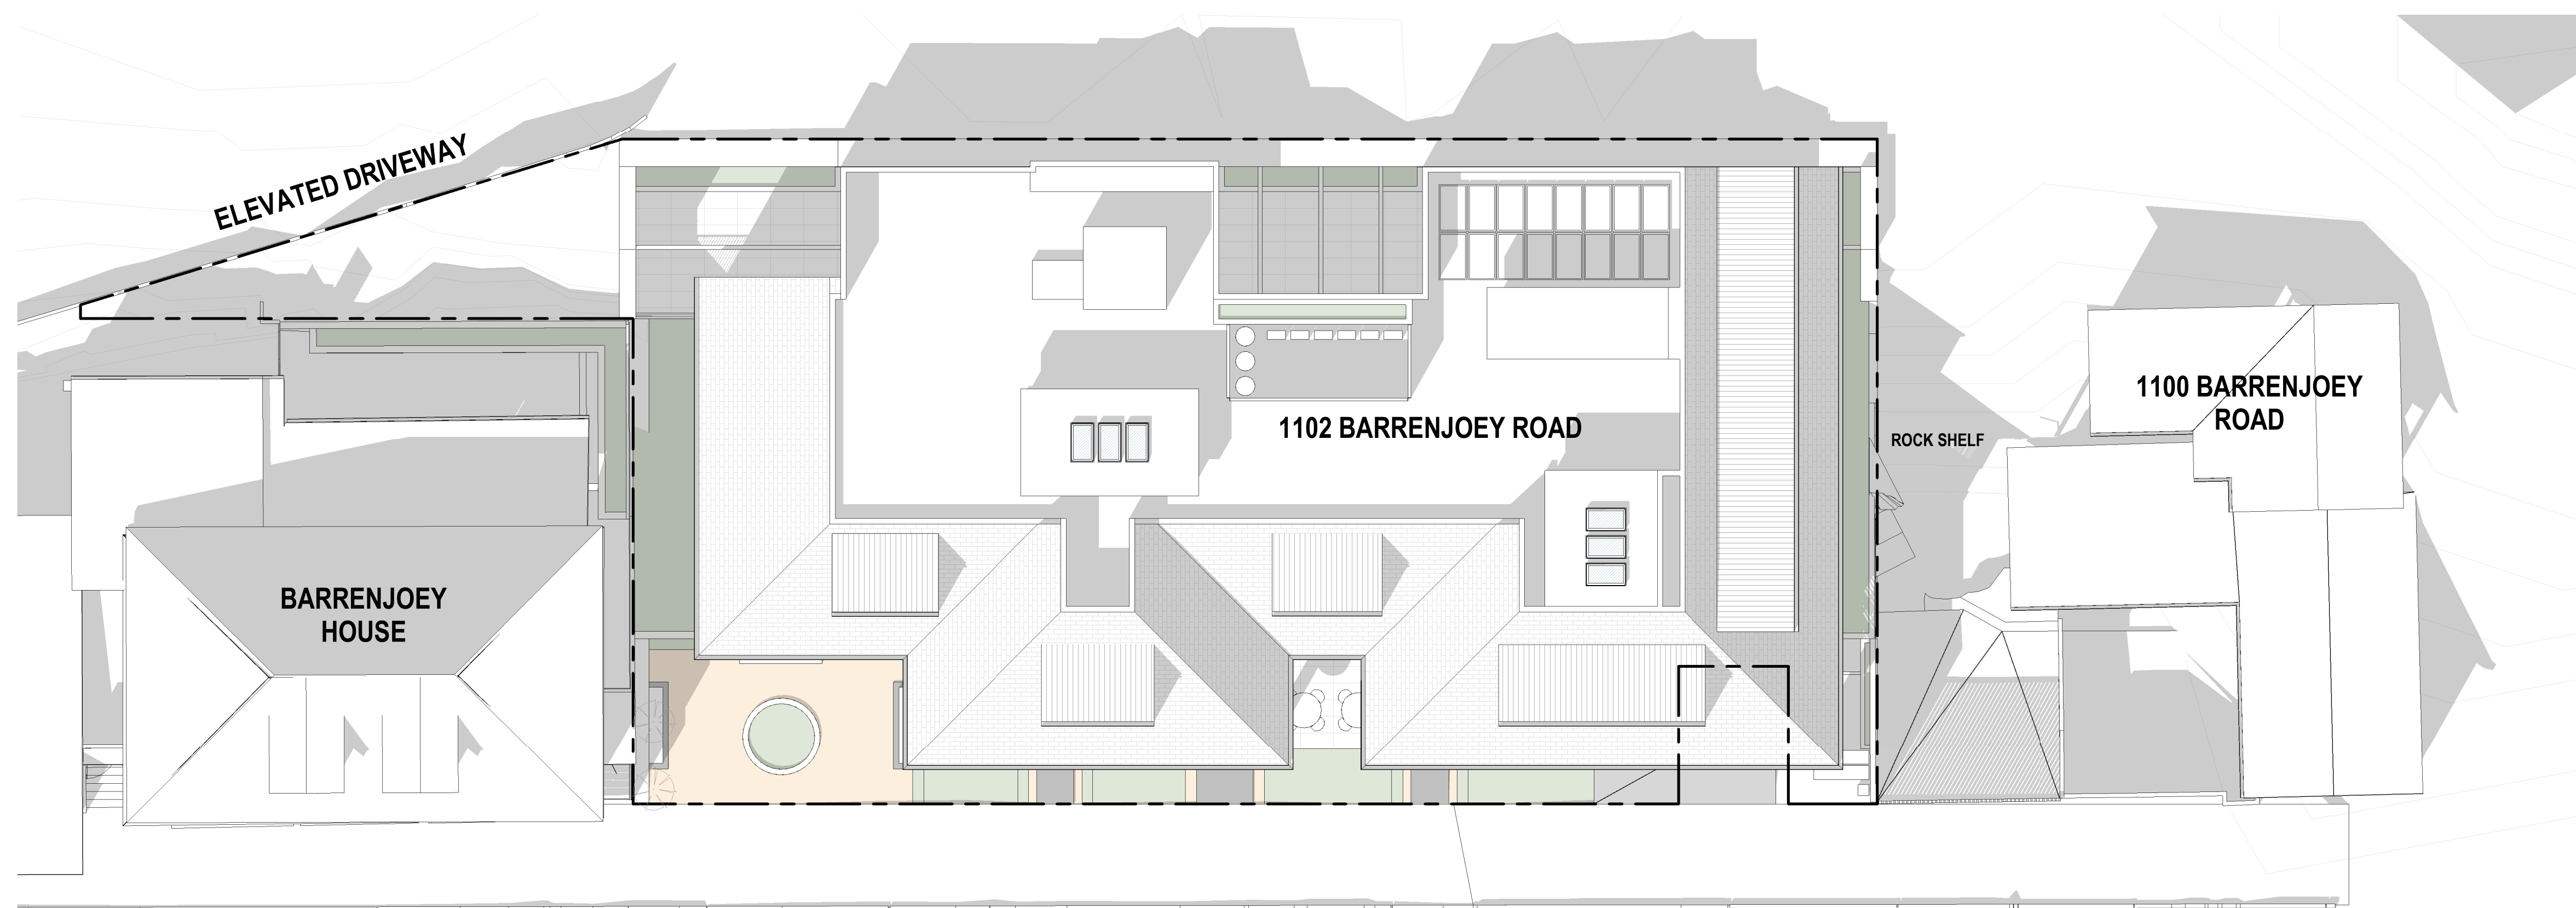 ELEVATED DRIVEWAY
1102 BARRENJOEY ROAD
1100 BARRENJOEY
ROAD
ROCK SHELF
BARRENJOEY
HOUSE